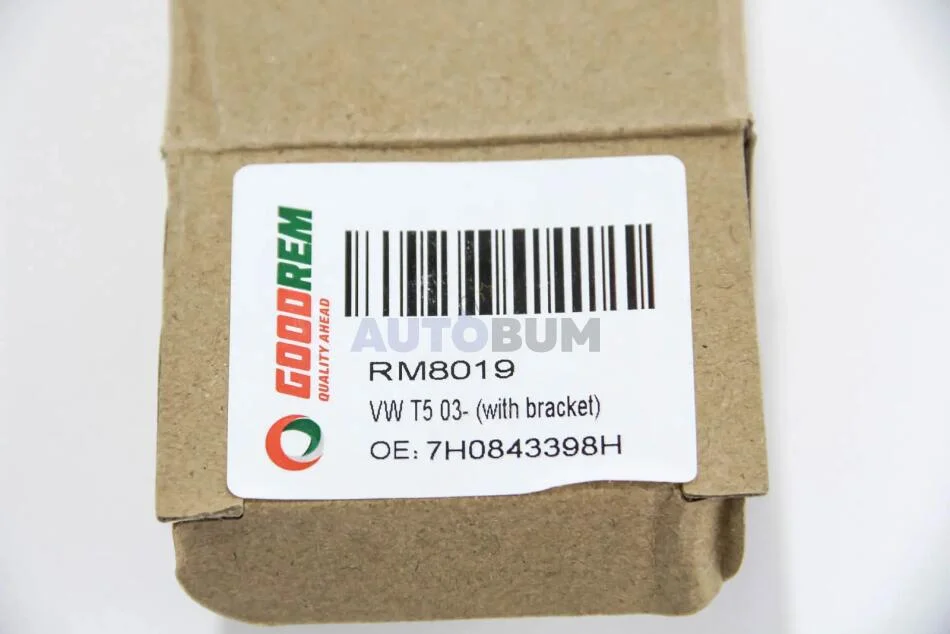 GOODREM
QUALITY AHEAD
AUTOBUM
RM8019
VW T5 03- (with bracket)
OE: 7H0843398H